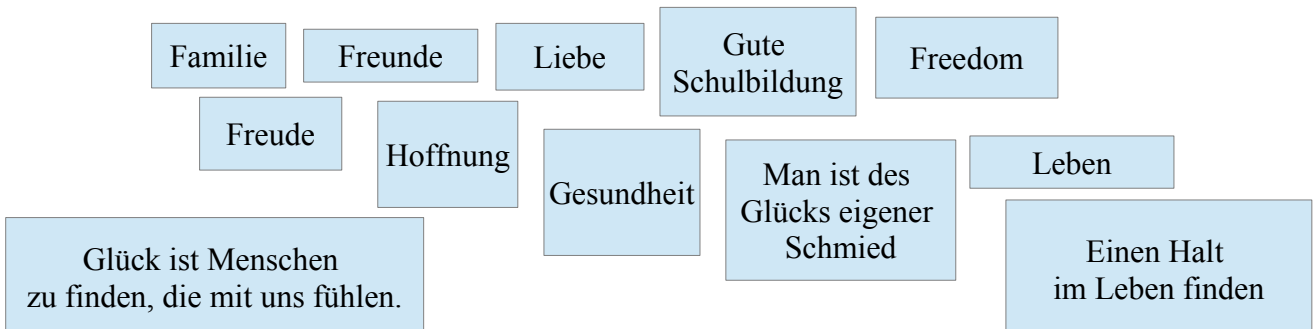 Familie
Freunde
Liebe
Gute
Schulbildung
Freedom
Freude
Hoffnung
Gesundheit
Man ist des
Glücks eigener
Schmied
Leben
Glück ist Menschen
zu finden, die mit uns fühlen.
Einen Halt
im Leben finden